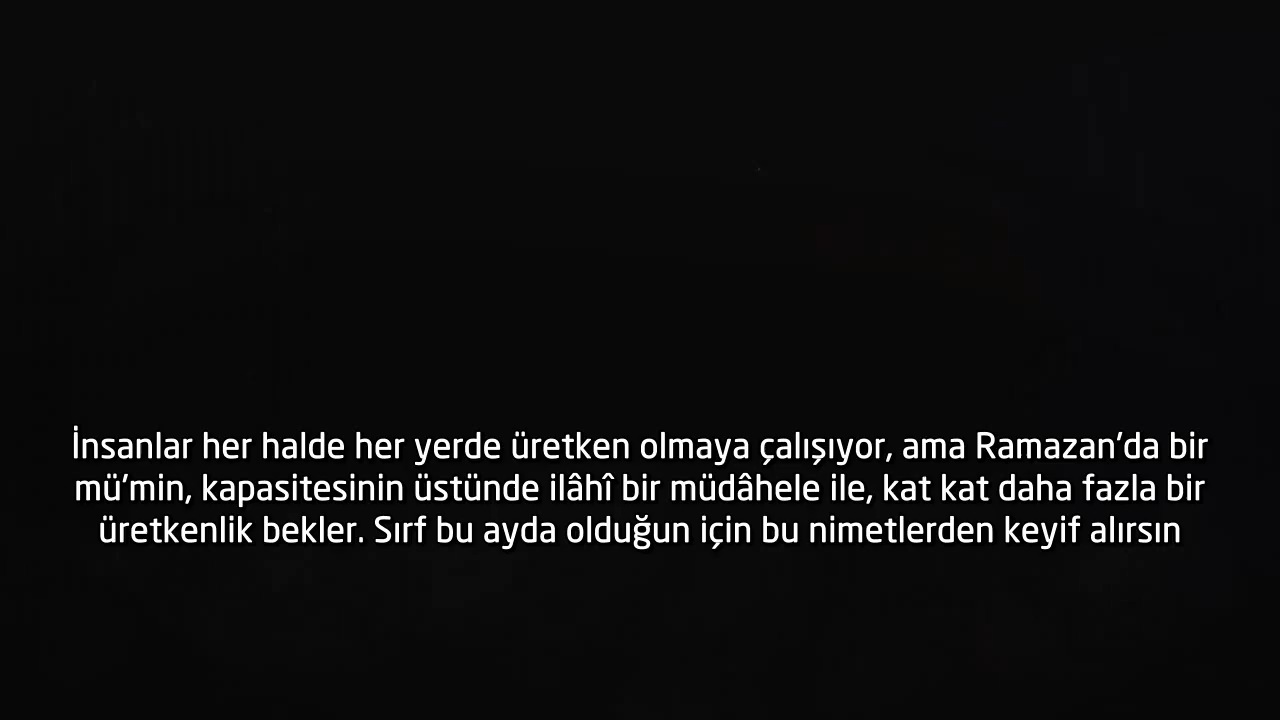 İnsanlar her halde her yerde üretken olmaya çalışıyor, ama Ramazan’da bir
mü’min, kapasitesinin üstünde ilâhî bir müdâhele ile, kat kat daha fazla bir
üretkenlik bekler. Sırf bu ayda olduğun için bu nimetlerden keyif alırsın